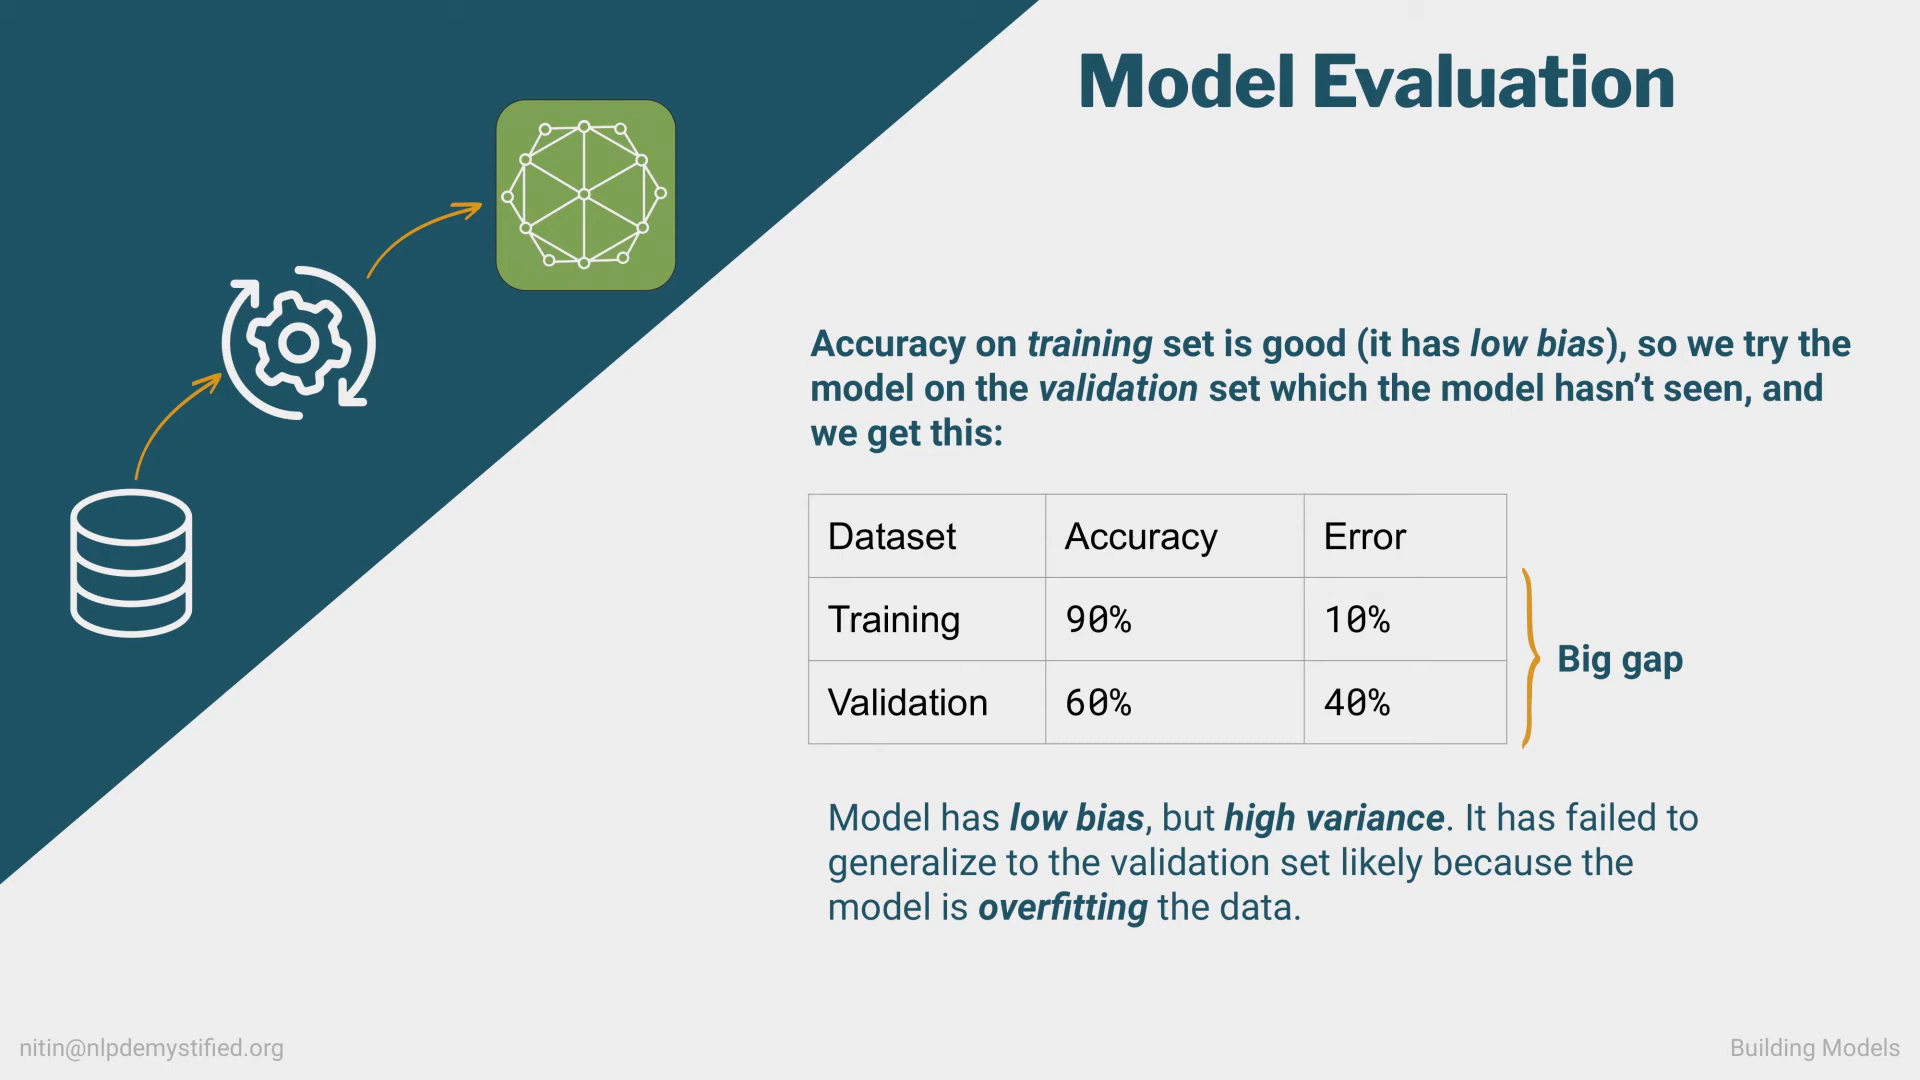 Model Evaluation
Accuracy on training set is good (it has low bias), so we try the
model on the validation set which the model hasn’t seen, and
we get this:
Dataset Accuracy Error
Training 90% 10%
Validation 60% 40%
Big gap
Model has low bias, but high variance. It has failed to
generalize to the validation set likely because the
model is overfitting the data.
nitin@nlpdemystified.org
Building Models